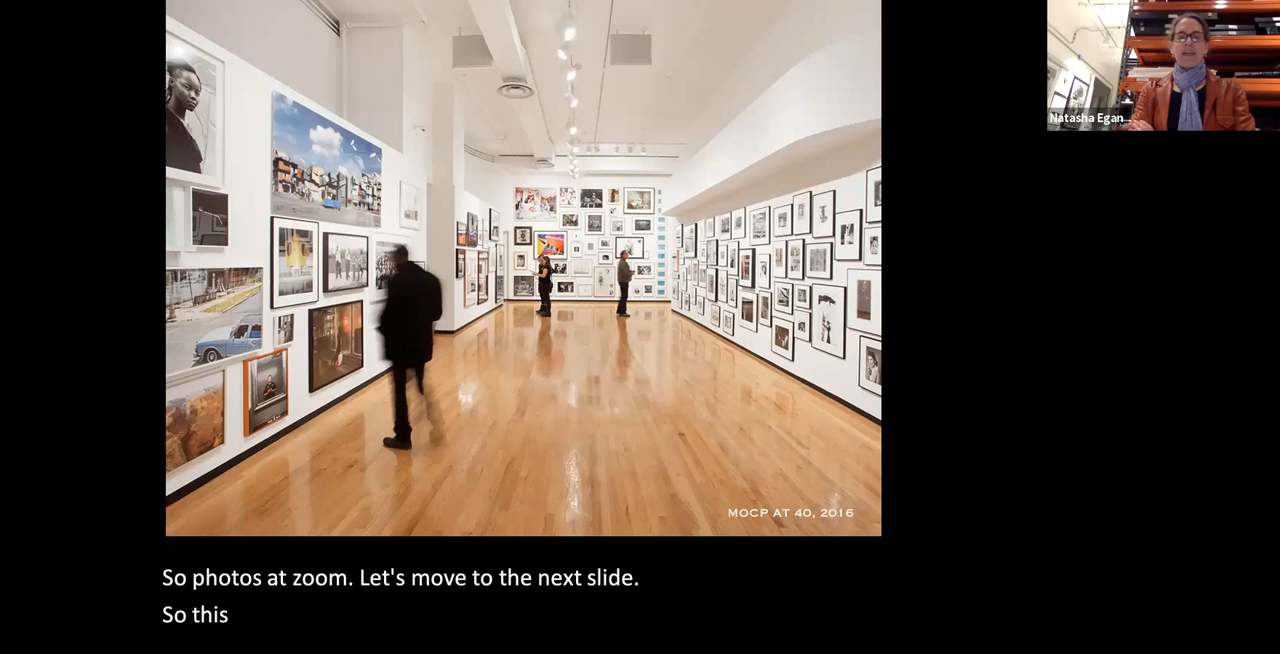 Natasha Egan
MOCP AT 40, 2016
So photos at zoom. Let's move to the next slide.
So this